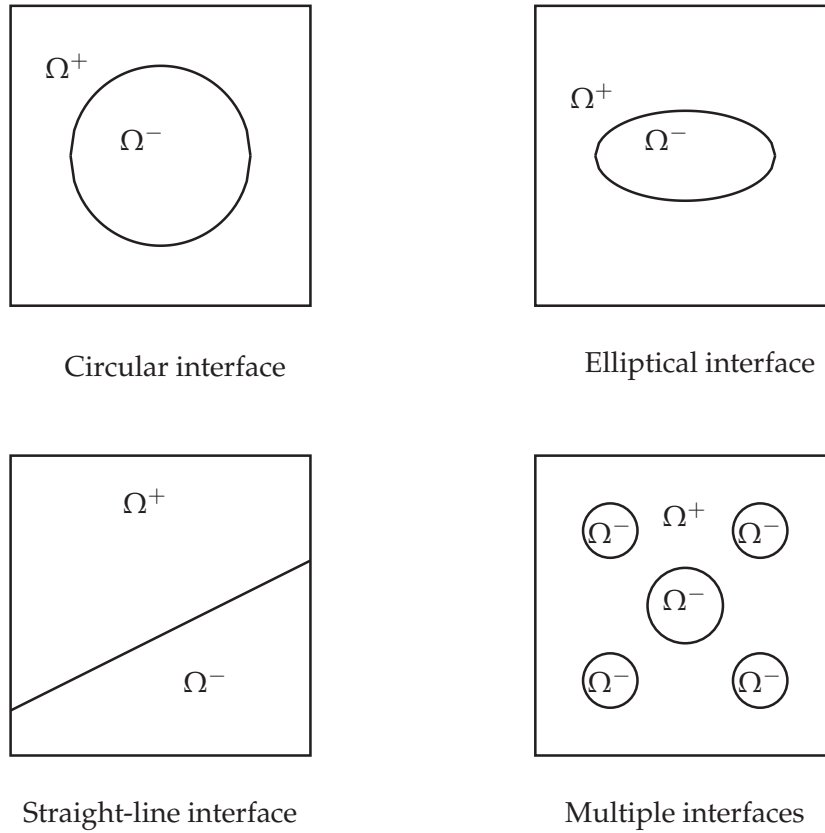 Ω⁺
Ω⁻
Circular interface
Ω⁺
Ω⁻
Elliptical interface
Ω⁺
Ω⁻
Straight-line interface
Ω⁻ Ω⁺ Ω⁻
Ω⁻
Ω⁻ Ω⁻
Multiple interfaces